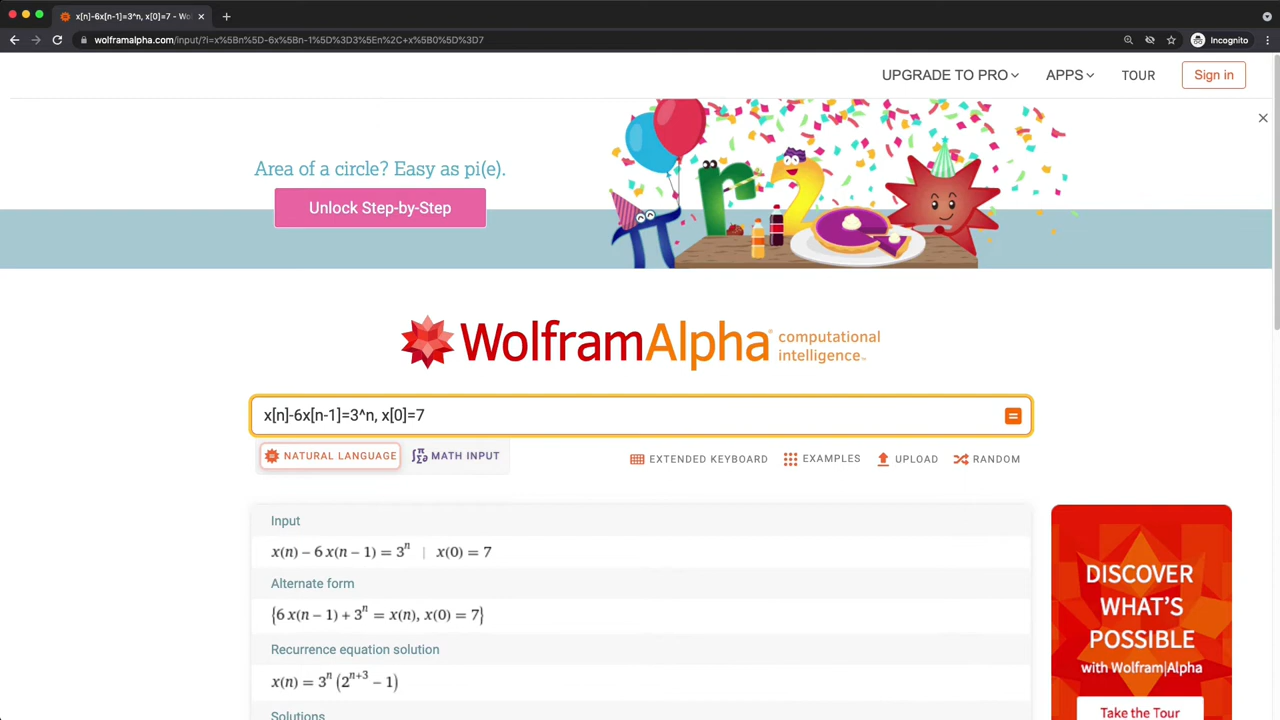 x[n]-6x[n-1]=3^n, x[0]=7 - Wo
wolframalpha.com/input/?i=x%5Bn%5D-6x%5Bn-1%5D%3D3%5En%2C+x%5B0%5D%3D7
Incognito
UPGRADE TO PRO
APPS
TOUR
Sign in
Area of a circle? Easy as pi(e).
Unlock Step-by-Step
WolframAlpha computational intelligence.
x[n]-6x[n-1]=3^n, x[0]=7
NATURAL LANGUAGE
MATH INPUT
EXTENDED KEYBOARD
EXAMPLES
UPLOAD
RANDOM
Input
x(n) – 6 x(n – 1) = 3^n | x(0) = 7
Alternate form
{6 x(n – 1) + 3^n = x(n), x(0) = 7}
Recurrence equation solution
x(n) = 3^n (2^{n+3} – 1)
Solutions
DISCOVER
WHAT'S
POSSIBLE
with Wolfram|Alpha
Take the Tour